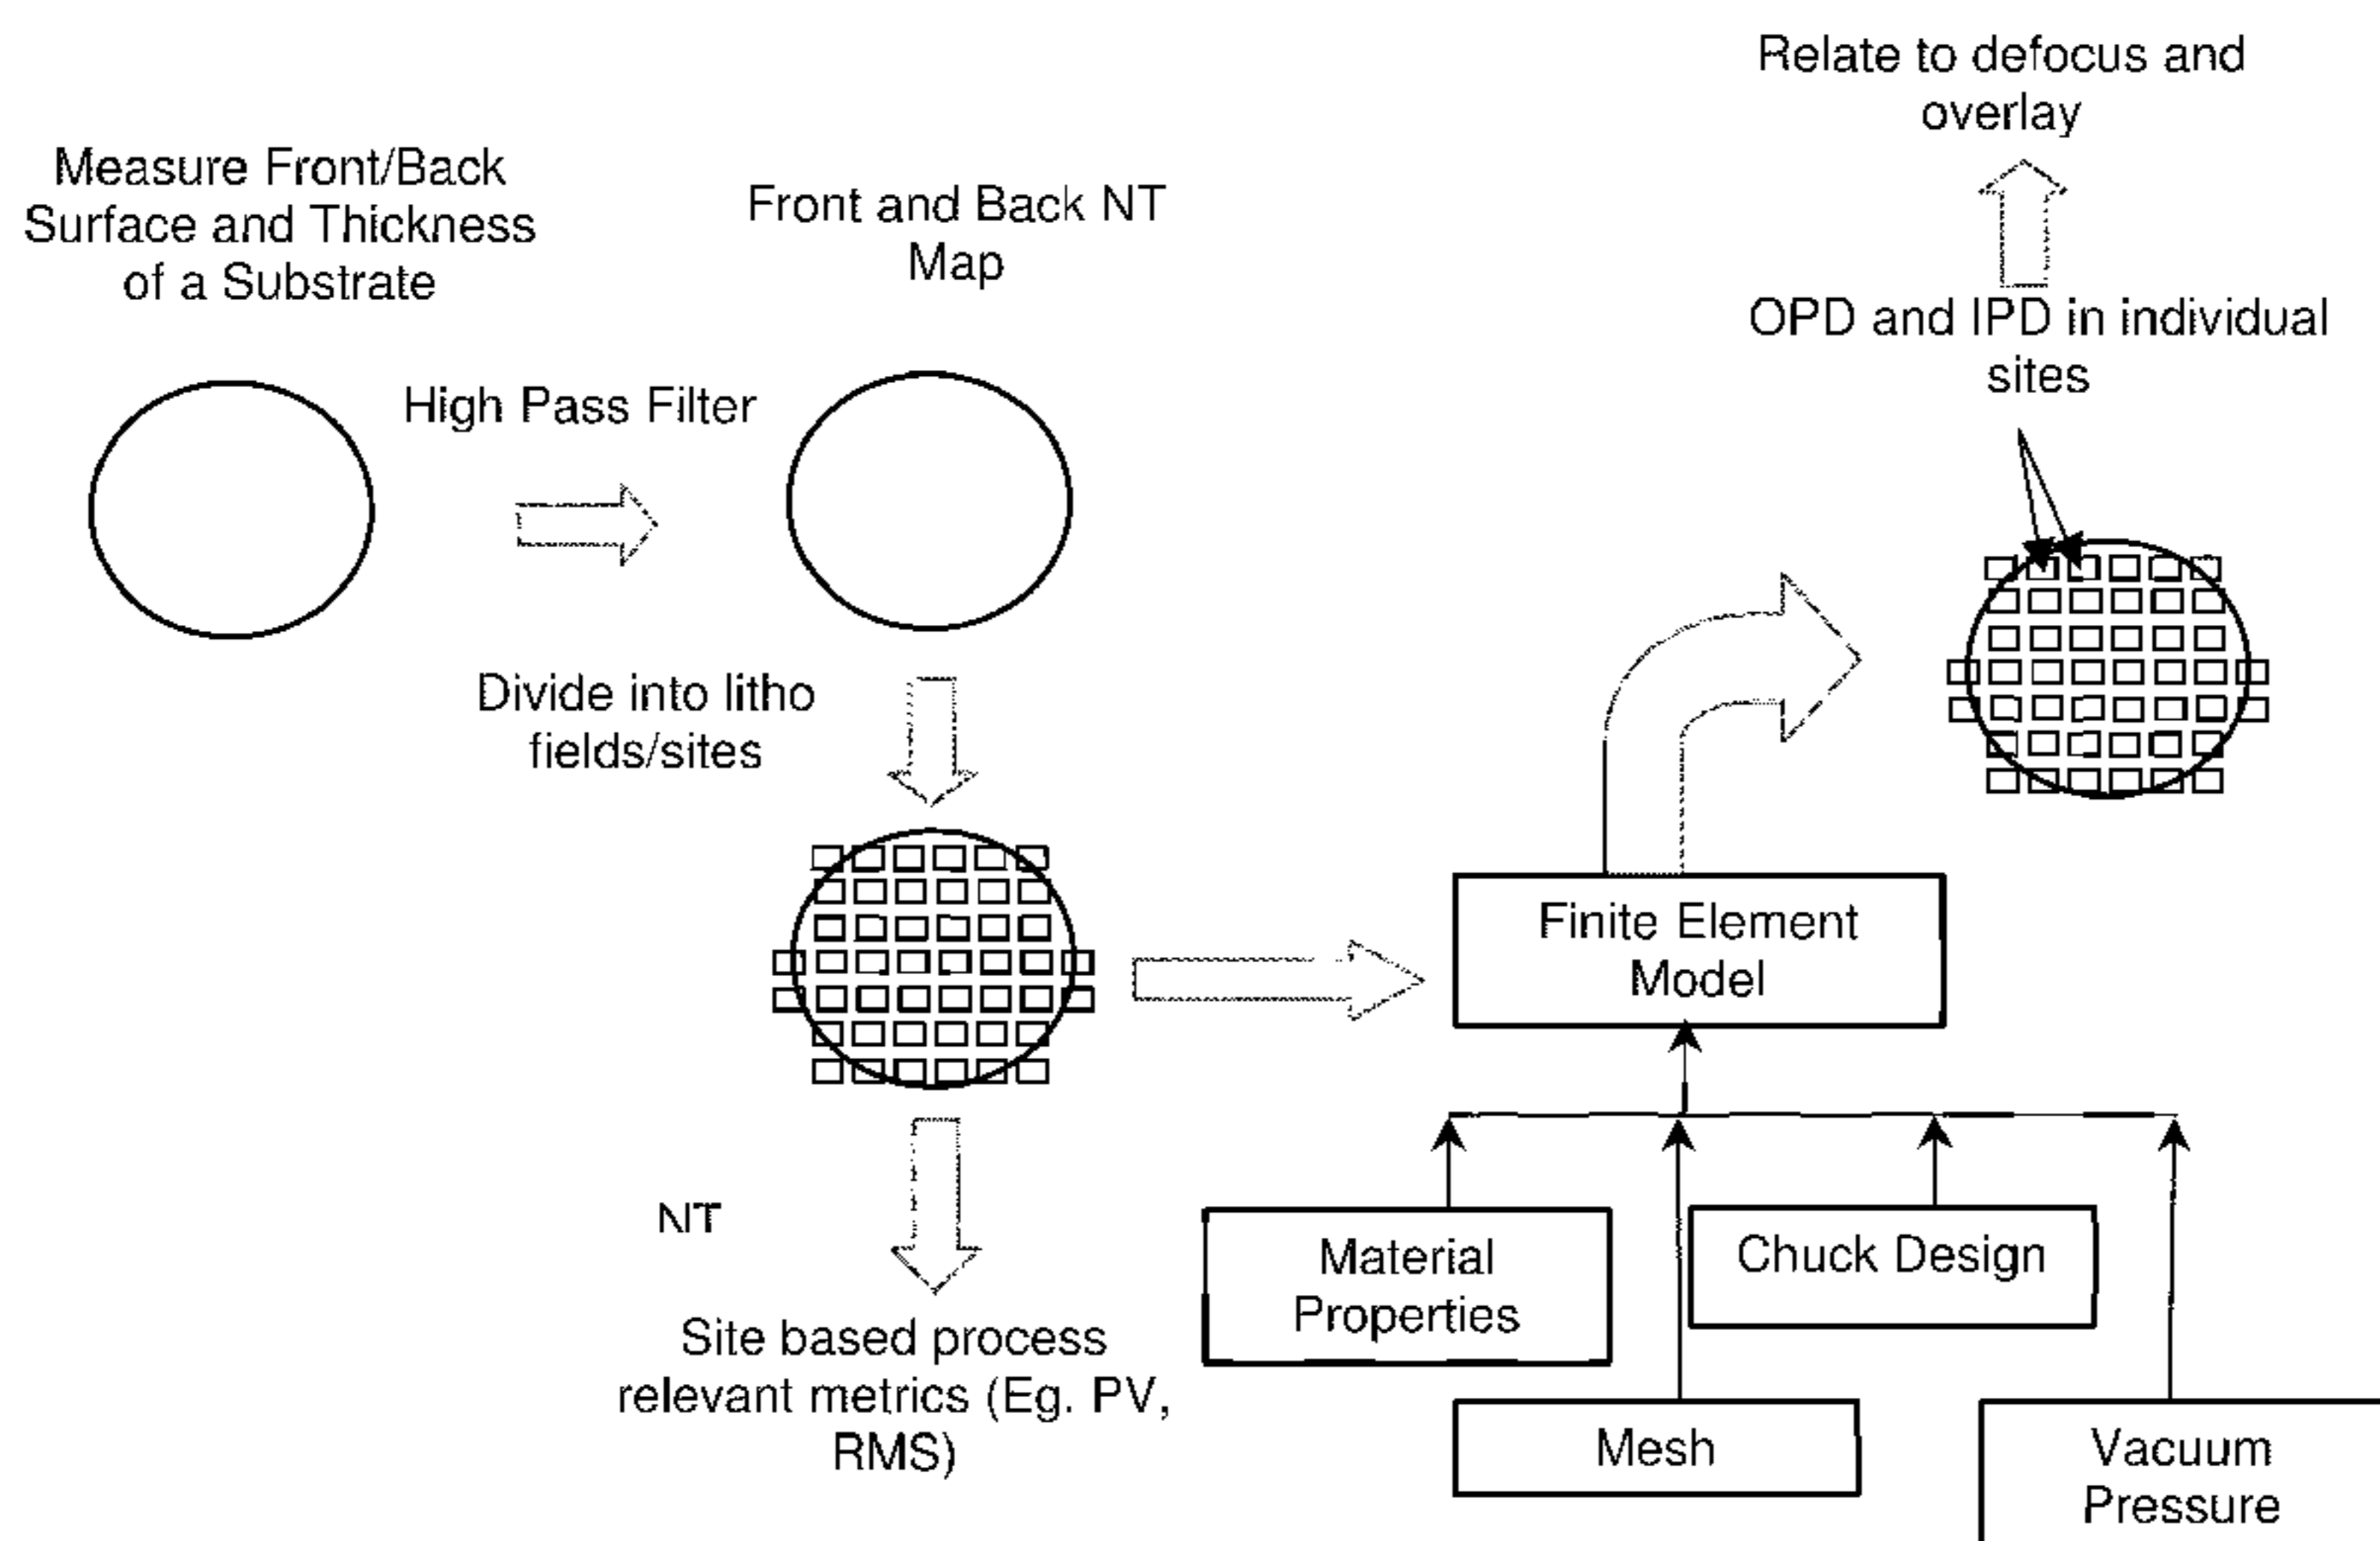 Measure Front/Back
Surface and Thickness
of a Substrate
Front and Back NT
Map
Relate to defocus and
overlay
OPD and IPD in individual
sites
High Pass Filter
Divide into litho
fields/sites
Finite Element
Model
NT
Site based process
relevant metrics (Eg. PV,
RMS)
Material
Properties
Chuck Design
Mesh
Vacuum
Pressure